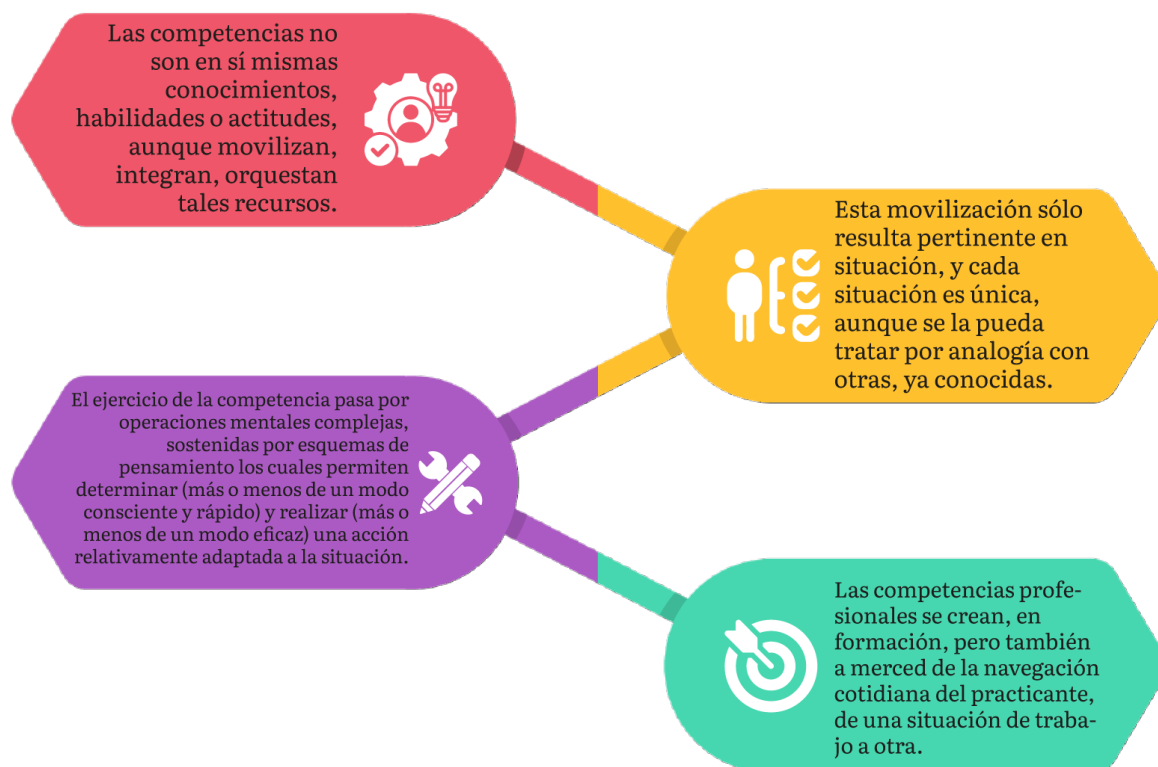 Las competencias no
son en sí mismas
conocimientos,
habilidades o actitudes,
aunque movilizan,
integran, orquestan
tales recursos.
Esta movilización sólo
resulta pertinente en
situación, y cada
situación es única,
aunque se la pueda
tratar por analogía con
otras, ya conocidas.
El ejercicio de la competencia pasa por
operaciones mentales complejas,
sostenidas por esquemas de
pensamiento los cuales permiten
determinar (más o menos de un modo
consciente y rápido) y realizar (más o
menos de un modo eficaz) una acción
relativamente adaptada a la situación.
Las competencias profe-
sionales se crean, en
formación, pero también
a merced de la navegación
cotidiana del practicante,
de una situación de traba-
jo a otra.